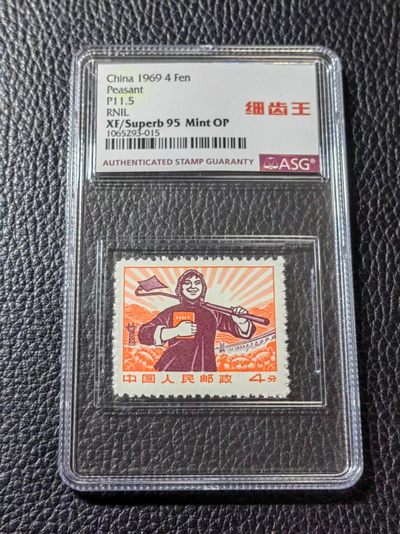 China 1969 4 Fen
Peasant
P11.5
RNIL
XF/Superb 95 Mint OP
1065293-015
细齿王
AUTHENTICATED STAMP GUARANTY
ASG®
中国人民邮政
4分